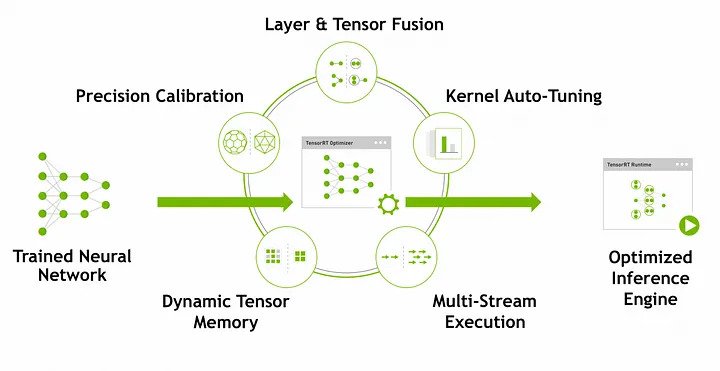 Layer & Tensor Fusion
Precision Calibration
Kernel Auto-Tuning
TensorRT Optimizer
TensorRT Runtime
Trained Neural
Network
Dynamic Tensor
Memory
Multi-Stream
Execution
Optimized
Inference
Engine